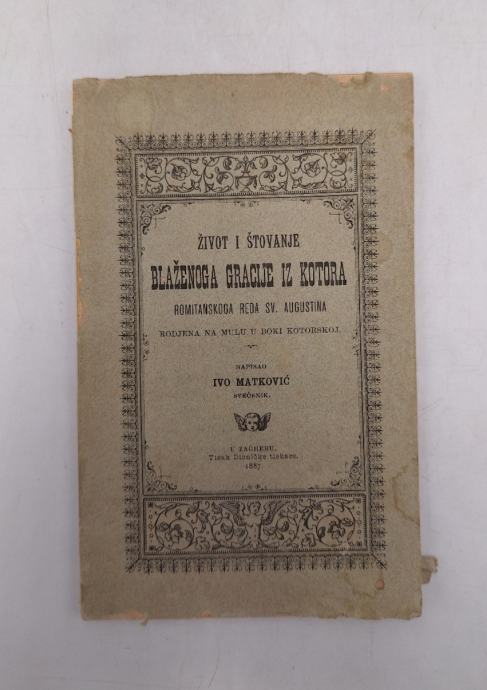 ŽIVOT I ŠTOVANJE
BLAŽENOGA GRACIJE IZ KOTORA
ROMITANSKOGA REDA SV. AUGUSTINA
RODJENA NA MULU U BOKI KOTORSKOJ.
NAPISAO
IVO MATKOVIĆ
SVEĆENIK.
U ZAGREBU.
Tisak Dioničke tiskare.
1887.